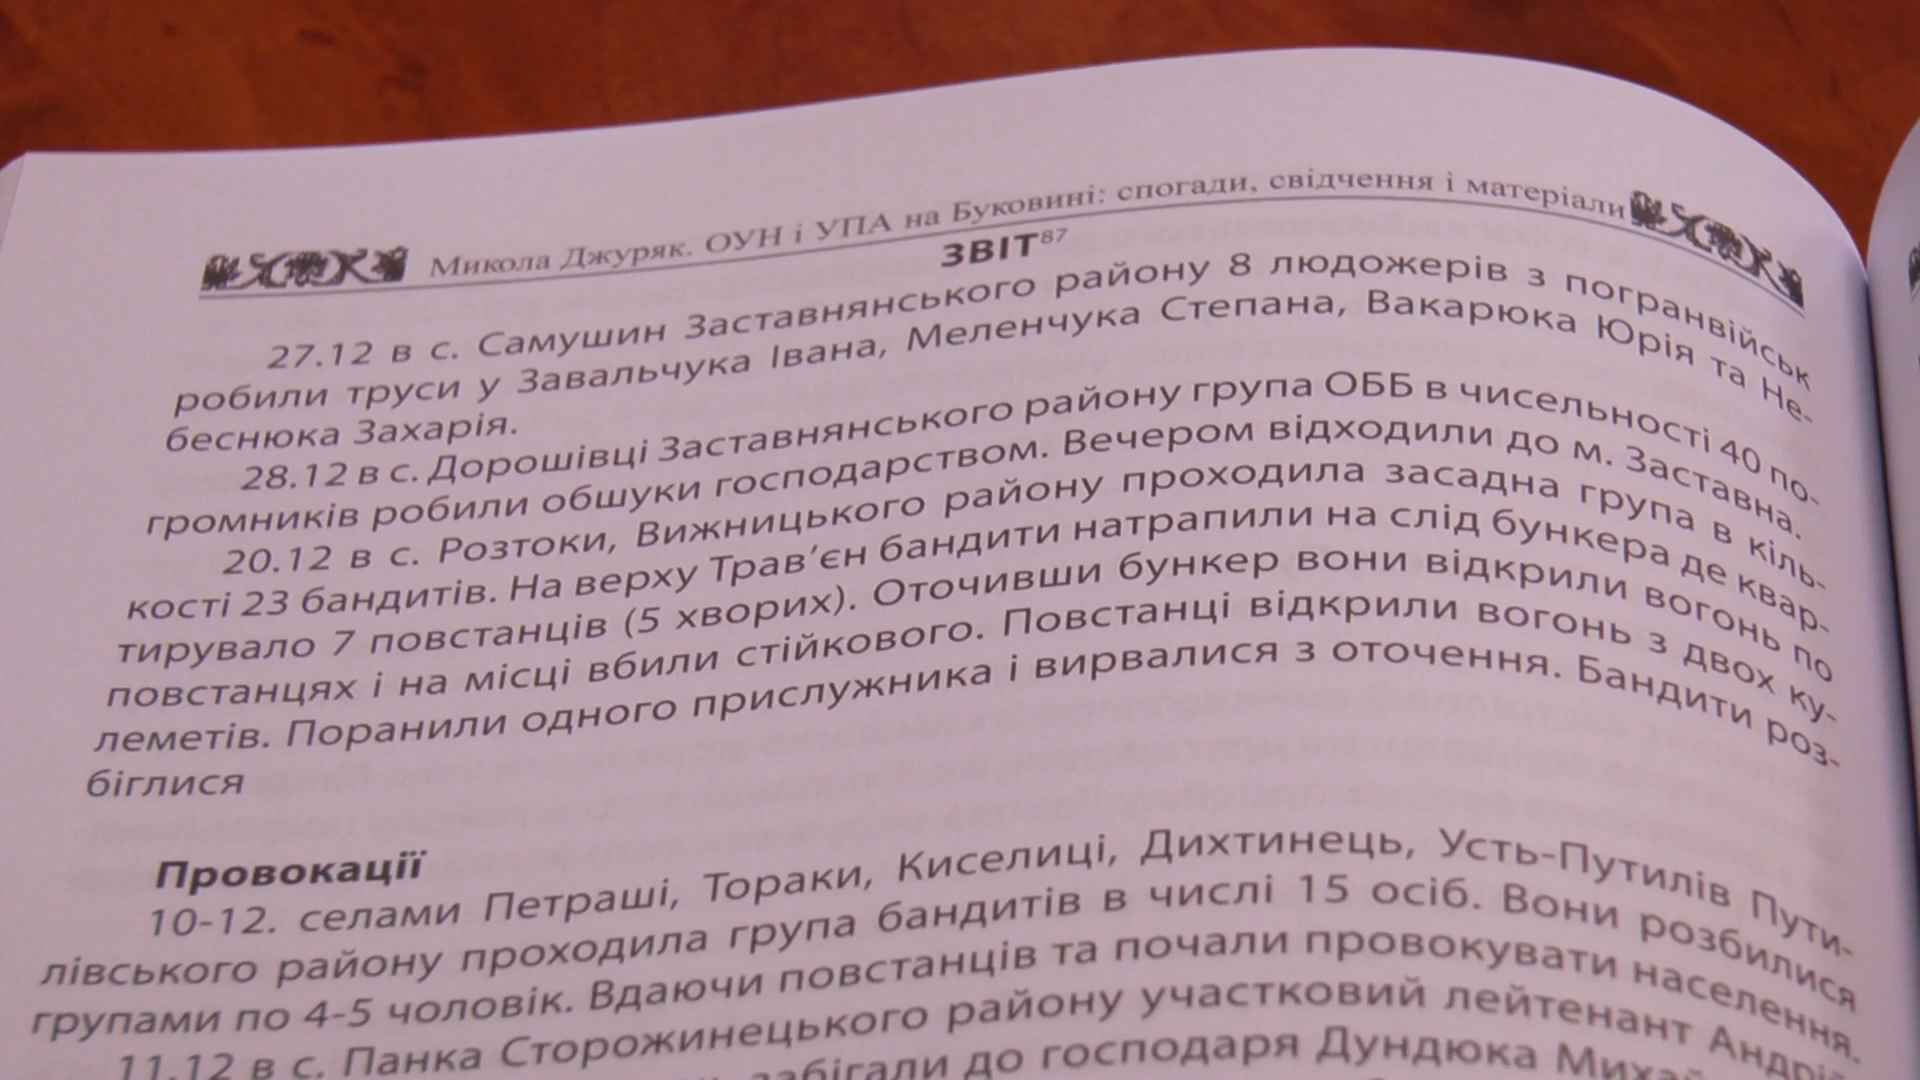 Микола Джуряк. ОУН і УПА на Буковині: спогади, свідчення і матеріали
ЗВІТ87
27.12 в с. Самушин Заставнянського району 8 людожерів з погранвійськ
робили труси у Завальчука Івана, Меленчука Степана, Вакарюка Юрія та Не-
беснюка Захарія.
28.12 в с. Дорошівці Заставнянського району група ОББ в чисельності 40 по-
громників робили обшуки господарством. Вечером відходили до м. Заставна.
20.12 в с. Розтоки, Вижницького району проходила засадна група в кіль-
кості 23 бандитів. На верху Трав’єн бандити натрапили на слід бункера де квар-
тирувало 7 повстанців (5 хворих). Оточивши бункер вони відкрили вогонь по
повстанцях і на місці вбили стійкового. Повстанці відкрили вогонь з двох ку-
леметів. Поранили одного прислужника і вирвалися з оточення. Бандити роз-
біглися
Провокації
10-12. селами Петраші, Тораки, Киселиці, Дихтинець, Усть-Путилів Пути-
лівського району проходила група бандитів в числі 15 осіб. Вони розбилися
групами по 4-5 чоловік. Вдаючи повстанців та почали провокувати населення.
11.12 в с. Панка Сторожинецького району участковий лейтенант Андрі
забігали до господаря Дундюка Миха